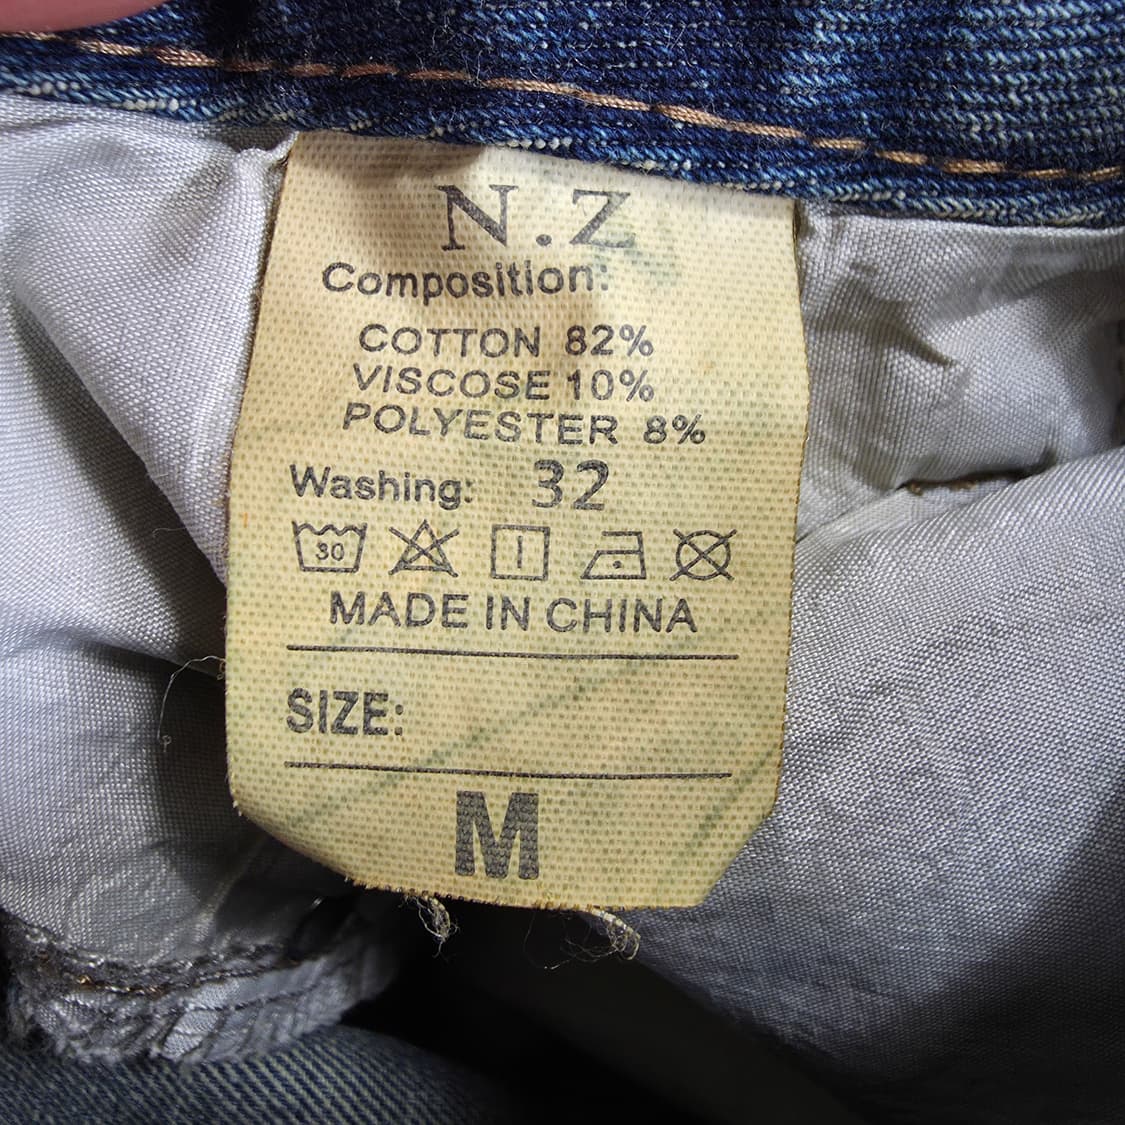 N.Z
Composition:
COTTON 82%
VISCOSE 10%
POLYESTER 8%
Washing: 32
30
MADE IN CHINA
SIZE:
M